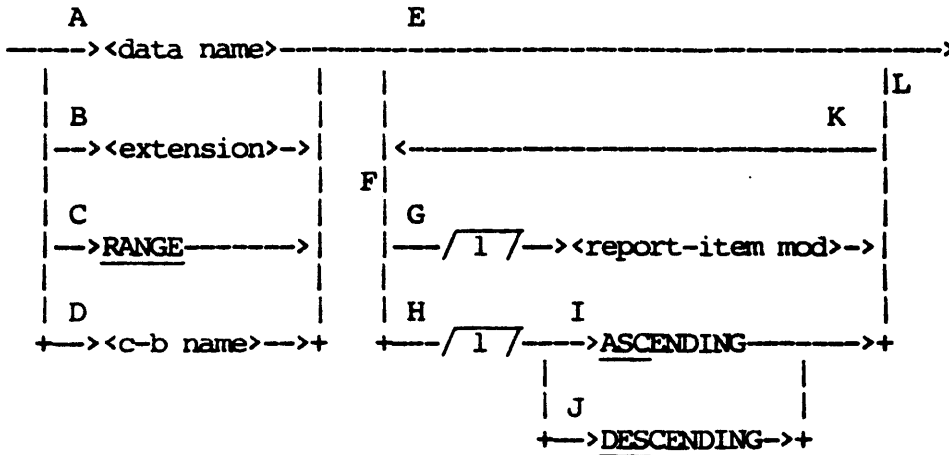 A E
<data name>
L
B K
<extension>
F
C G
RANGE 1 <report-item mod>
D H I
<c-b name> 1 ASCENDING
J
DESCENDING